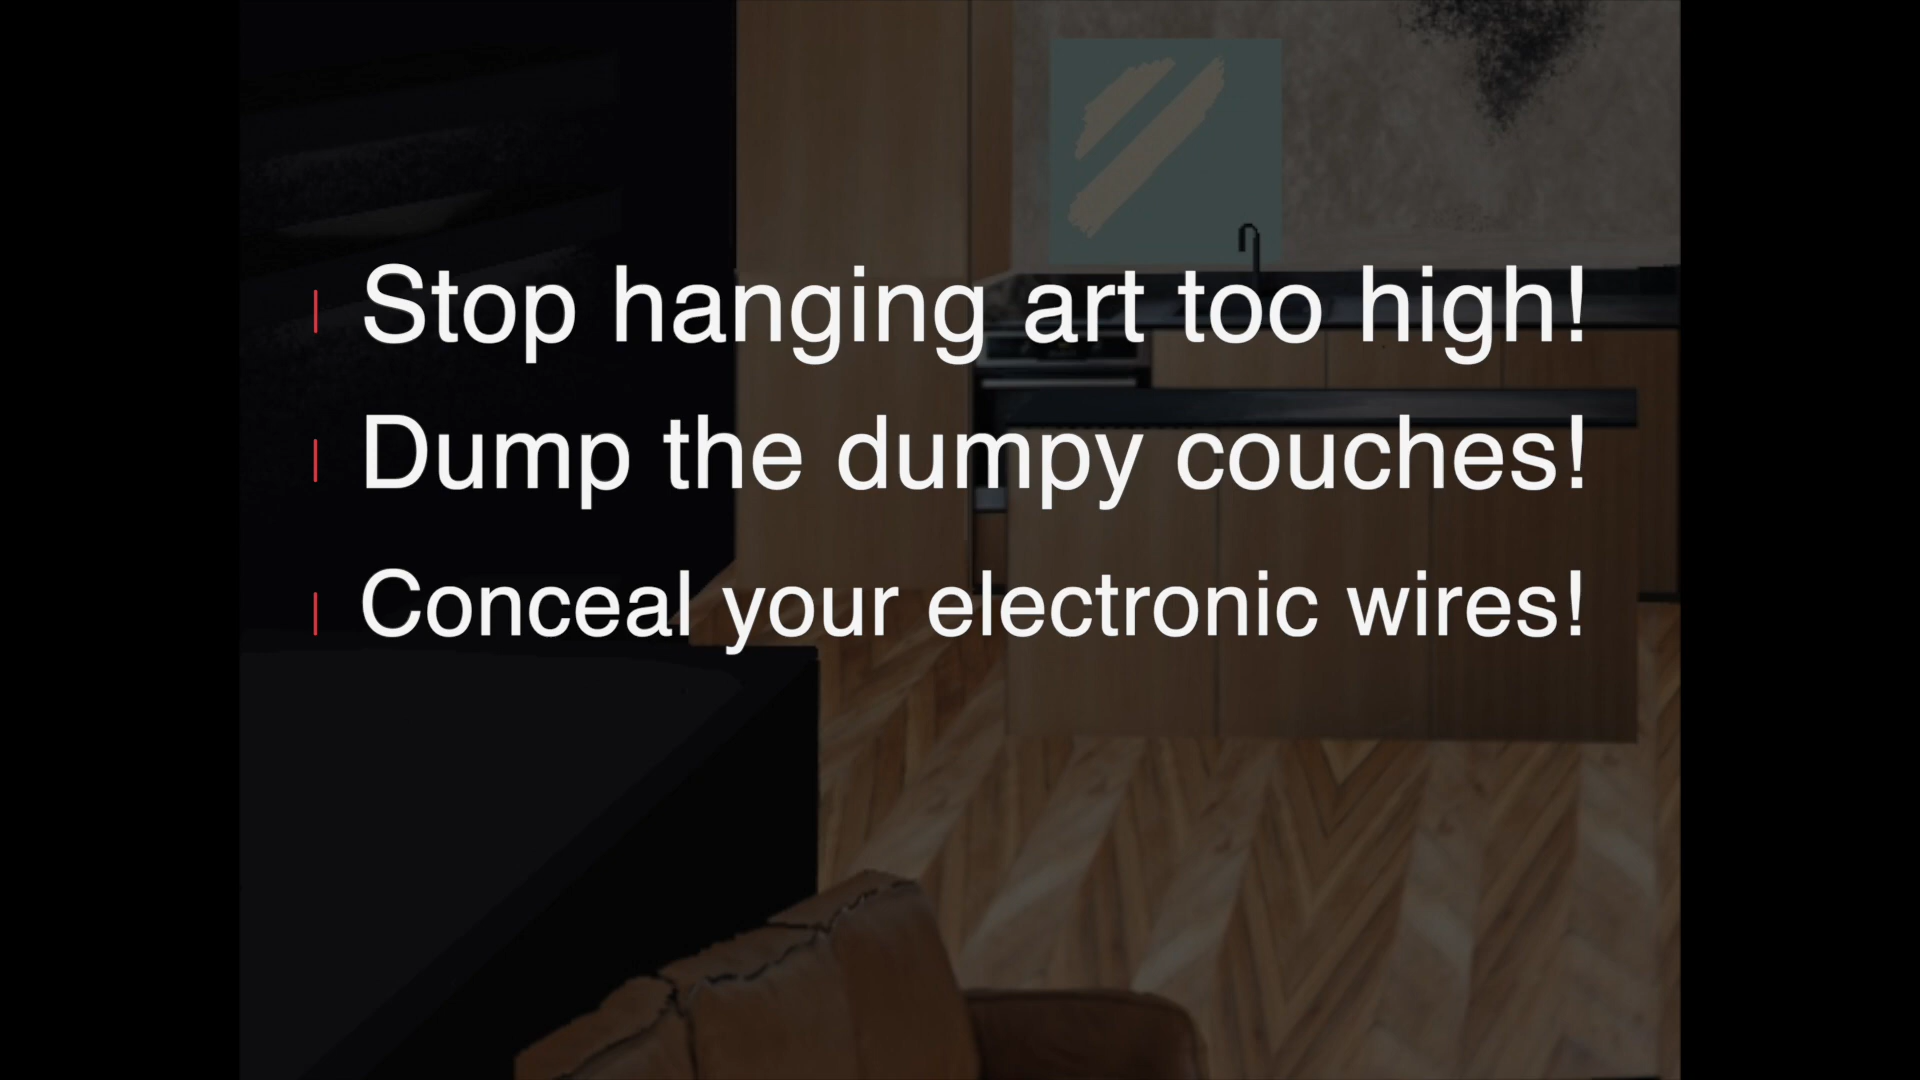 Stop hanging art too high!
Dump the dumpy couches!
Conceal your electronic wires!